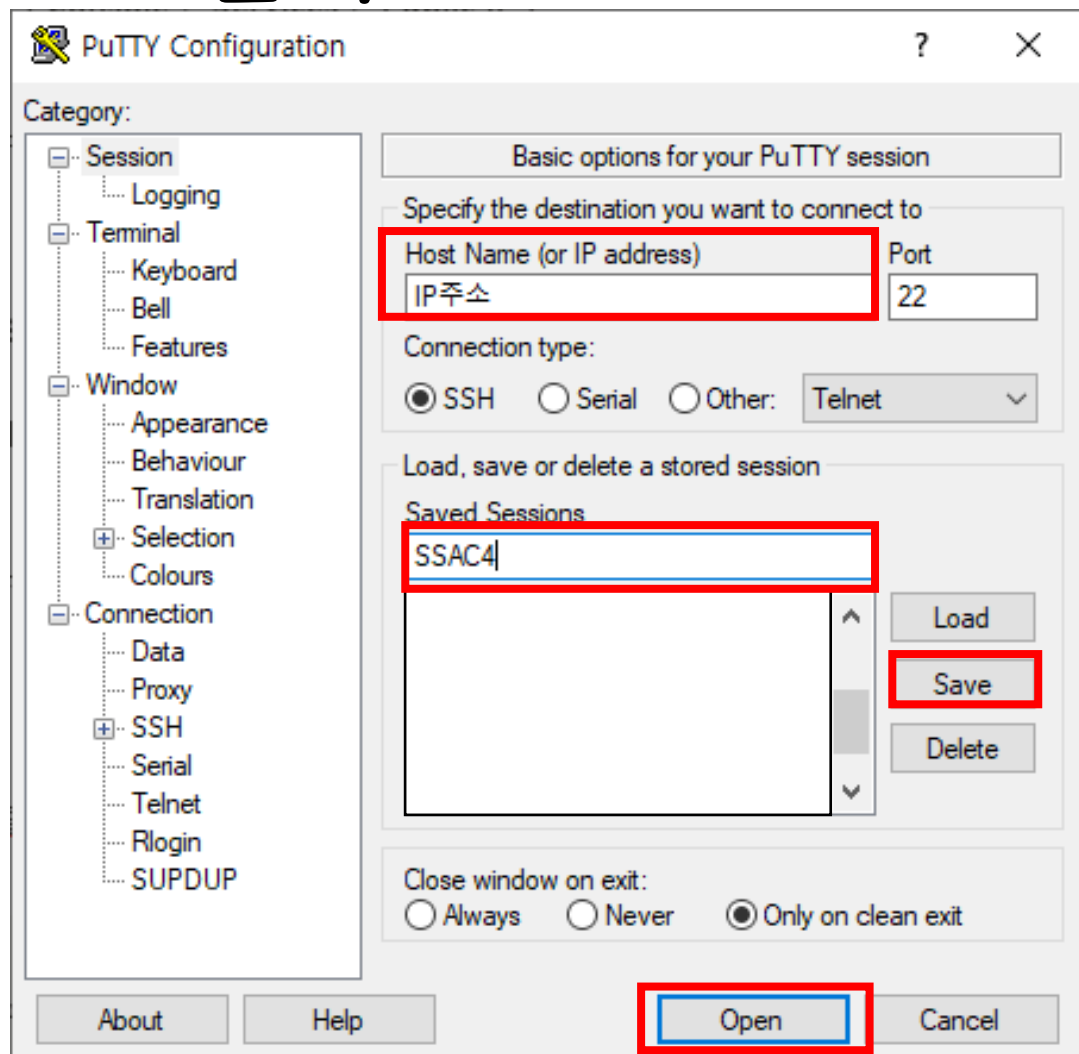 PuTTY Configuration
?
Category:
Session
Logging
Terminal
Keyboard
Bell
Features
Window
Appearance
Behaviour
Translation
Selection
Colours
Connection
Data
Proxy
SSH
Serial
Telnet
Rlogin
SUPDUP
Basic options for your PuTTY session
Specify the destination you want to connect to
Host Name (or IP address) Port
IP주소 22
Connection type:
SSH Serial Other: Telnet
Load, save or delete a stored session
Saved Sessions
SSAC4
Load
Save
Delete
Close window on exit:
Always Never Only on clean exit
About Help Open Cancel